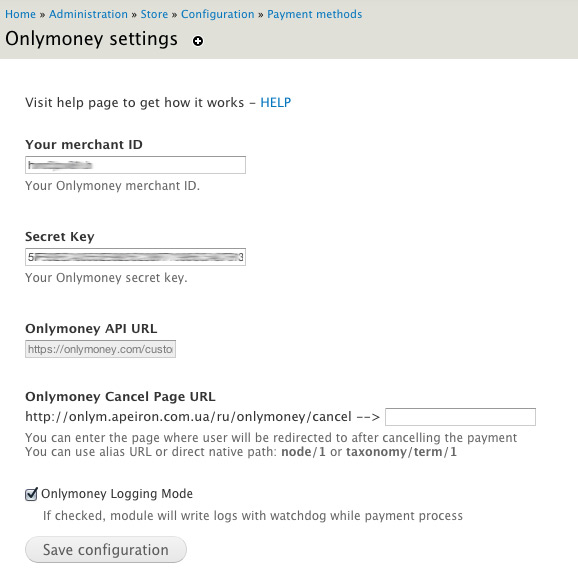 Home » Administration » Store » Configuration » Payment methods
Onlymoney settings
Visit help page to get how it works – HELP
Your merchant ID
Your Onlymoney merchant ID.
Secret Key
Your Onlymoney secret key.
Onlymoney API URL
https://onlymoney.com/custo
Onlymoney Cancel Page URL
http://onlym.apeiron.com.ua/ru/onlymoney/cancel -->
You can enter the page where user will be redirected to after cancelling the payment
You can use alias URL or direct native path: node/1 or taxonomy/term/1
Onlymoney Logging Mode
If checked, module will write logs with watchdog while payment process
Save configuration